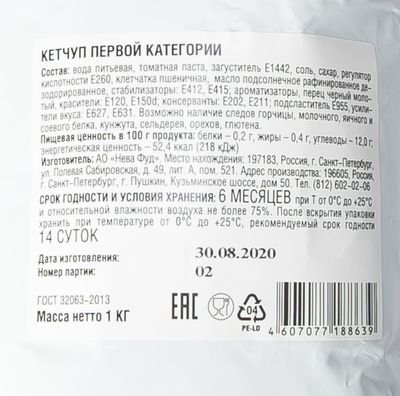 КЕТЧУП ПЕРВОЙ КАТЕГОРИИ
Состав: вода питьевая, томатная паста, загуститель Е1442, соль, сахар, регулятор
кислотности Е260, клетчатка пшеничная, масло подсолнечное рафинированное де-
зодорированное, стабилизаторы: Е412, Е415; ароматизаторы, перец черный моло-
тый, красители: Е120, Е150d; консерванты: Е202, Е211; подсластитель Е955, усили-
тели вкуса: Е627, Е631. Возможно наличие следов горчицы, молочного, яичного и
соевого белка, кунжута, сельдерея, орехов, глютена.
Пищевая ценность в 100 г продукта: белки – 0,2 г, жиры – 0,4 г, углеводы – 12,0 г;
энергетическая ценность – 52,4 ккал (218 кДж)
Изготовитель: АО «Нева Фуд». Место нахождения: 197183, Россия, г. Санкт–Петербург,
ул. Полевая Сабировская, д. 49, лит. А, пом. 521. Адрес производства: 196605, Россия,
г. Санкт–Петербург, г. Пушкин, Кузьминское шоссе, дом 50. Тел. (812) 602–02–06
СРОК ГОДНОСТИ И УСЛОВИЯ ХРАНЕНИЯ: 6 МЕСЯЦЕВ при Т от 0°С до +25°С
и относительной влажности воздуха не более 75%. После вскрытия упаковки
хранить при температуре от 0°С до +25°С, рекомендуемый срок годности
14 СУТОК
Дата изготовления: 30.08.2020
Номер партии: 02
ГОСТ 32063–2013
Масса нетто 1 КГ
ЕАС
04
PE-LD
4607077188639